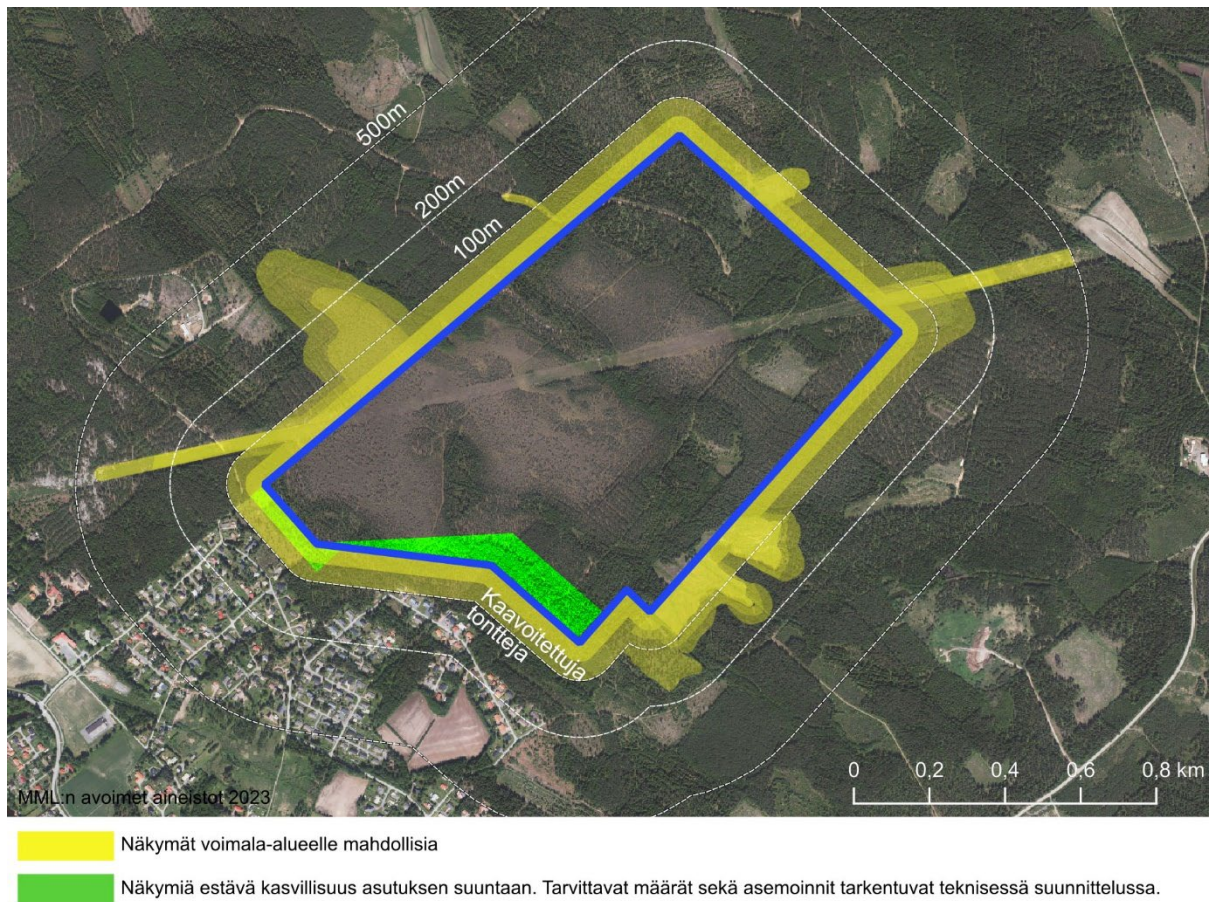 500m
200m
100m
Kaavoitettuja
tontteja
0 0,2 0,4 0,6 0,8 km
MML:n avoimet aineistot 2023
Näkymät voimala-alueelle mahdollisia
Näkymiä estävä kasvillisuus asutuksen suuntaan. Tarvittavat määrät sekä asemoinnit tarkentuvat teknisessä suunnittelussa.